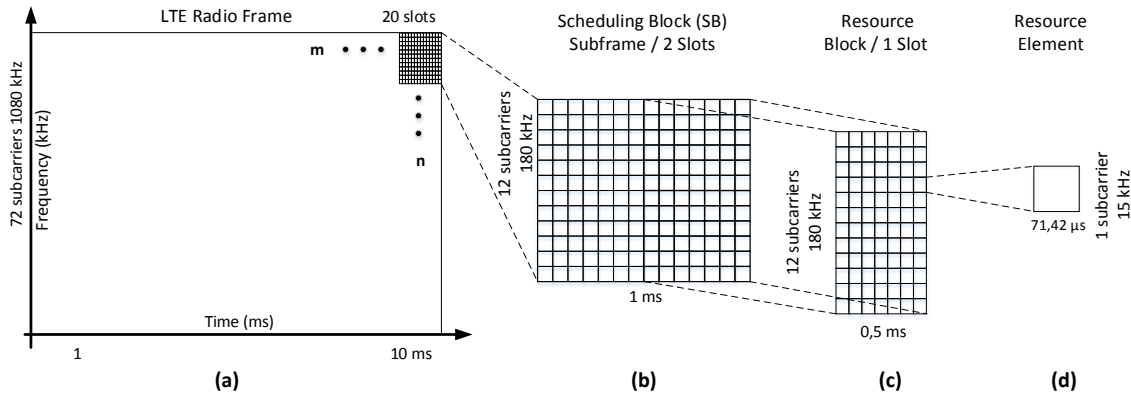 LTE Radio Frame
20 slots
m
n
72 subcarriers 1080 kHz
Frequency (kHz)
Time (ms)
1
10 ms
(a)
Scheduling Block (SB)
Subframe / 2 Slots
12 subcarriers
180 kHz
1 ms
(b)
Resource
Block / 1 Slot
12 subcarriers
180 kHz
0,5 ms
(c)
Resource
Element
71,42 µs
1 subcarrier
15 kHz
(d)